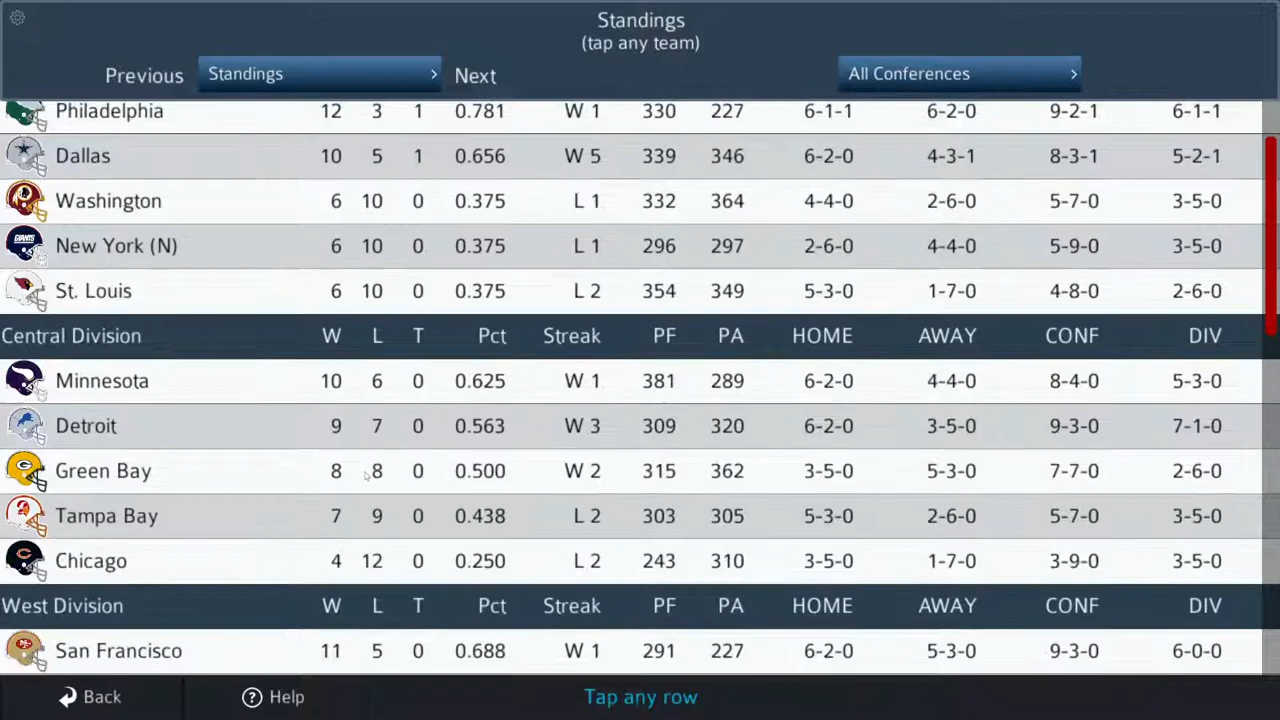 Standings
(tap any team)
Previous Standings > Next All Conferences >
Philadelphia 12 3 1 0.781 W 1 330 227 6-1-1 6-2-0 9-2-1 6-1-1
Dallas 10 5 1 0.656 W 5 339 346 6-2-0 4-3-1 8-3-1 5-2-1
Washington 6 10 0 0.375 L 1 332 364 4-4-0 2-6-0 5-7-0 3-5-0
GIANTS New York (N) 6 10 0 0.375 L 1 296 297 2-6-0 4-4-0 5-9-0 3-5-0
St. Louis 6 10 0 0.375 L 2 354 349 5-3-0 1-7-0 4-8-0 2-6-0
Central Division W L T Pct Streak PF PA HOME AWAY CONF DIV
Minnesota 10 6 0 0.625 W 1 381 289 6-2-0 4-4-0 8-4-0 5-3-0
Detroit 9 7 0 0.563 W 3 309 320 6-2-0 3-5-0 9-3-0 7-1-0
G Green Bay 8 8 0 0.500 W 2 315 362 3-5-0 5-3-0 7-7-0 2-6-0
Tampa Bay 7 9 0 0.438 L 2 303 305 5-3-0 2-6-0 5-7-0 3-5-0
C Chicago 4 12 0 0.250 L 2 243 310 3-5-0 1-7-0 3-9-0 3-5-0
West Division W L T Pct Streak PF PA HOME AWAY CONF DIV
San Francisco 11 5 0 0.688 W 1 291 227 6-2-0 5-3-0 9-3-0 6-0-0
Back ? Help Tap any row